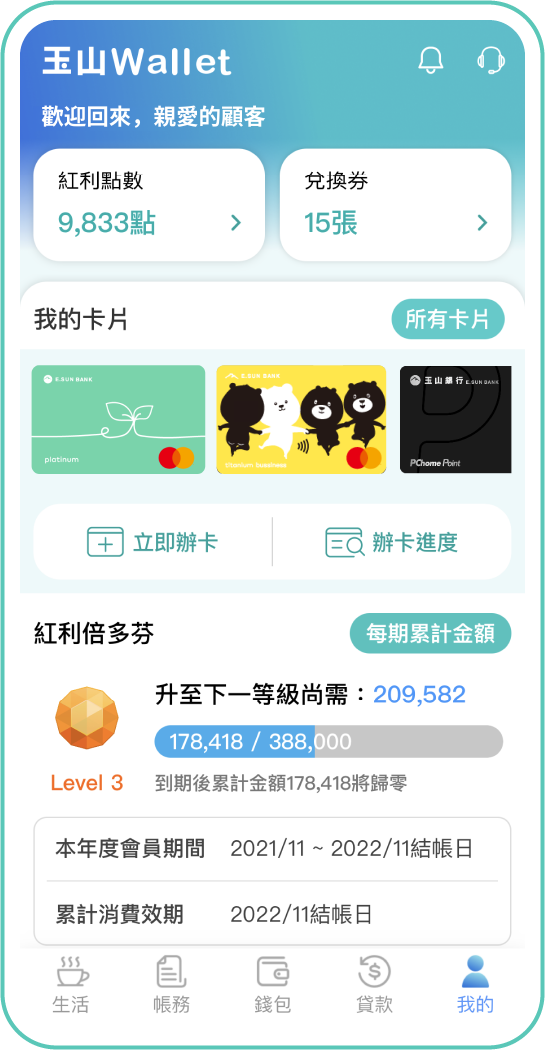 玉山Wallet
歡迎回來，親愛的顧客
紅利點數
9,833點
兌換券
15張
我的卡片
所有卡片
E.SUN BANK
platinum
E.SUN BANK
titanium business
玉山銀行 E.SUN BANK
PChome Point
立即辦卡
辦卡進度
紅利倍多芬
每期累計金額
升至下一等級尚需：209,582
178,418 / 388,000
Level 3
到期後累計金額178,418將歸零
本年度會員期間 2021/11 ~ 2022/11結帳日
累計消費效期 2022/11結帳日
生活
帳務
錢包
貸款
我的